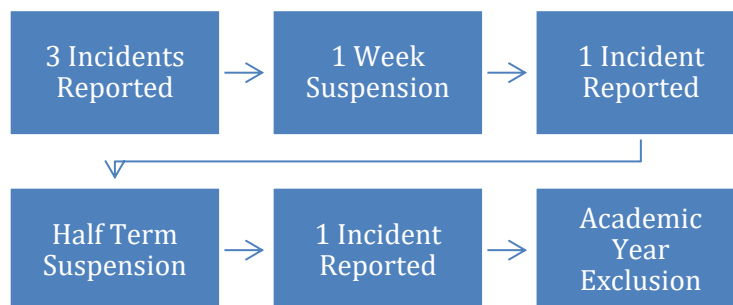 3 Incidents
Reported
1 Week
Suspension
1 Incident
Reported
Half Term
Suspension
1 Incident
Reported
Academic
Year
Exclusion